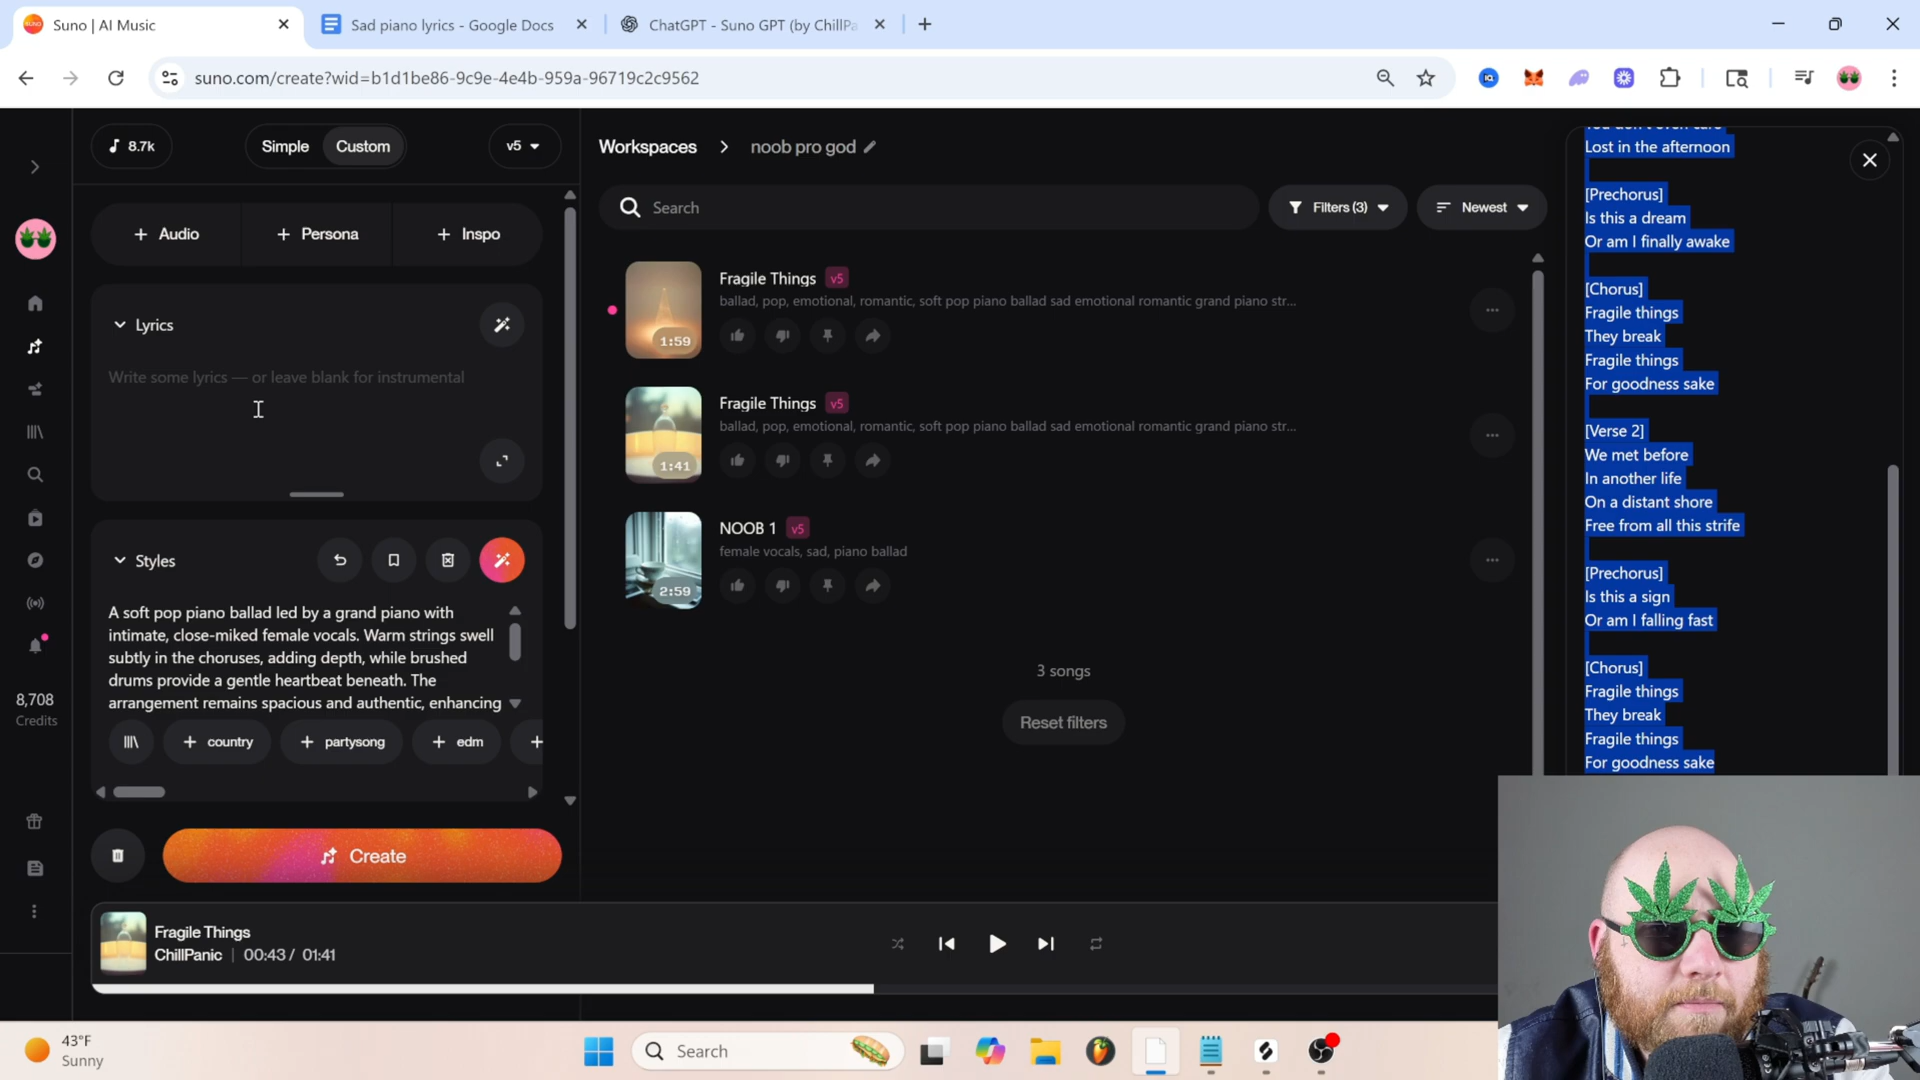 Suno | AI Music
Sad piano lyrics - Google Docs
ChatGPT - Suno GPT (by ChillPa
suno.com/create?wid=b1d1be86-9c9e-4e4b-959a-96719c2c9562
8.7k
Simple
Custom
v5
Workspaces
noob pro god
Search
Filters (3)
Newest
Audio
Persona
Inspo
Lyrics
Write some lyrics — or leave blank for instrumental
Styles
A soft pop piano ballad led by a grand piano with
intimate, close-miked female vocals. Warm strings swell
subtly in the choruses, adding depth, while brushed
drums provide a gentle heartbeat beneath. The
arrangement remains spacious and authentic, enhancing
country
partysong
edm
Create
8,708
Credits
Fragile Things v5
ballad, pop, emotional, romantic, soft pop piano ballad sad emotional romantic grand piano str...
1:59
Fragile Things v5
ballad, pop, emotional, romantic, soft pop piano ballad sad emotional romantic grand piano str...
1:41
NOOB 1 v5
female vocals, sad, piano ballad
2:59
3 songs
Reset filters
You don't even care
Lost in the afternoon
[Prechorus]
Is this a dream
Or am I finally awake
[Chorus]
Fragile things
They break
Fragile things
For goodness sake
[Verse 2]
We met before
In another life
On a distant shore
Free from all this strife
[Prechorus]
Is this a sign
Or am I falling fast
[Chorus]
Fragile things
They break
Fragile things
For goodness sake
Fragile Things
ChillPanic | 00:43 / 01:41
43°F
Sunny
Search